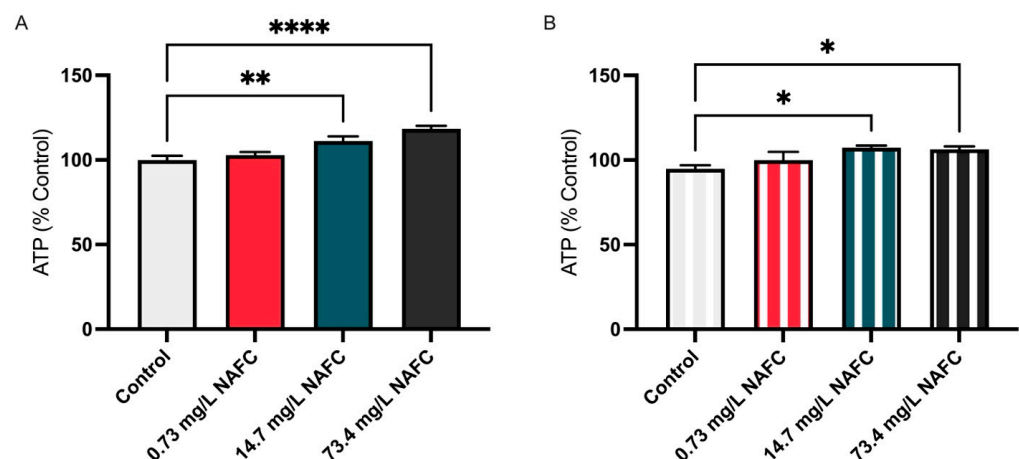 A
****
**
150
100
50
0
ATP (% Control)
Control
0.73 mg/L NAFC
14.7 mg/L NAFC
73.4 mg/L NAFC
B
*
*
150
100
50
0
ATP (% Control)
Control
0.73 mg/L NAFC
14.7 mg/L NAFC
73.4 mg/L NAFC